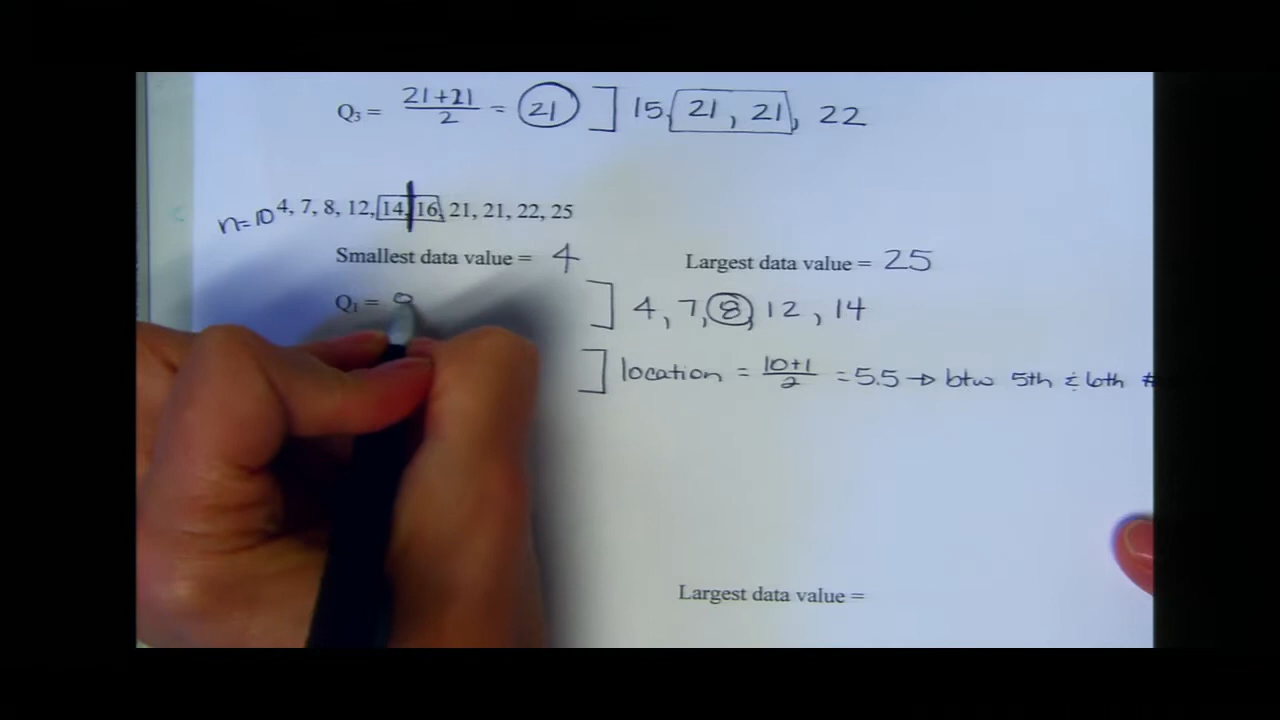 Q₃ = 21+21 / 2 = 21 ] 15, 21, 21, 22
n=10 4, 7, 8, 12, 14, 16, 21, 21, 22, 25
Smallest data value = 4 Largest data value = 25
Q₁ = 8 ] 4, 7, 8, 12, 14
] location = 10+1 / 2 = 5.5 → btw 5th & 6th #
Largest data value =